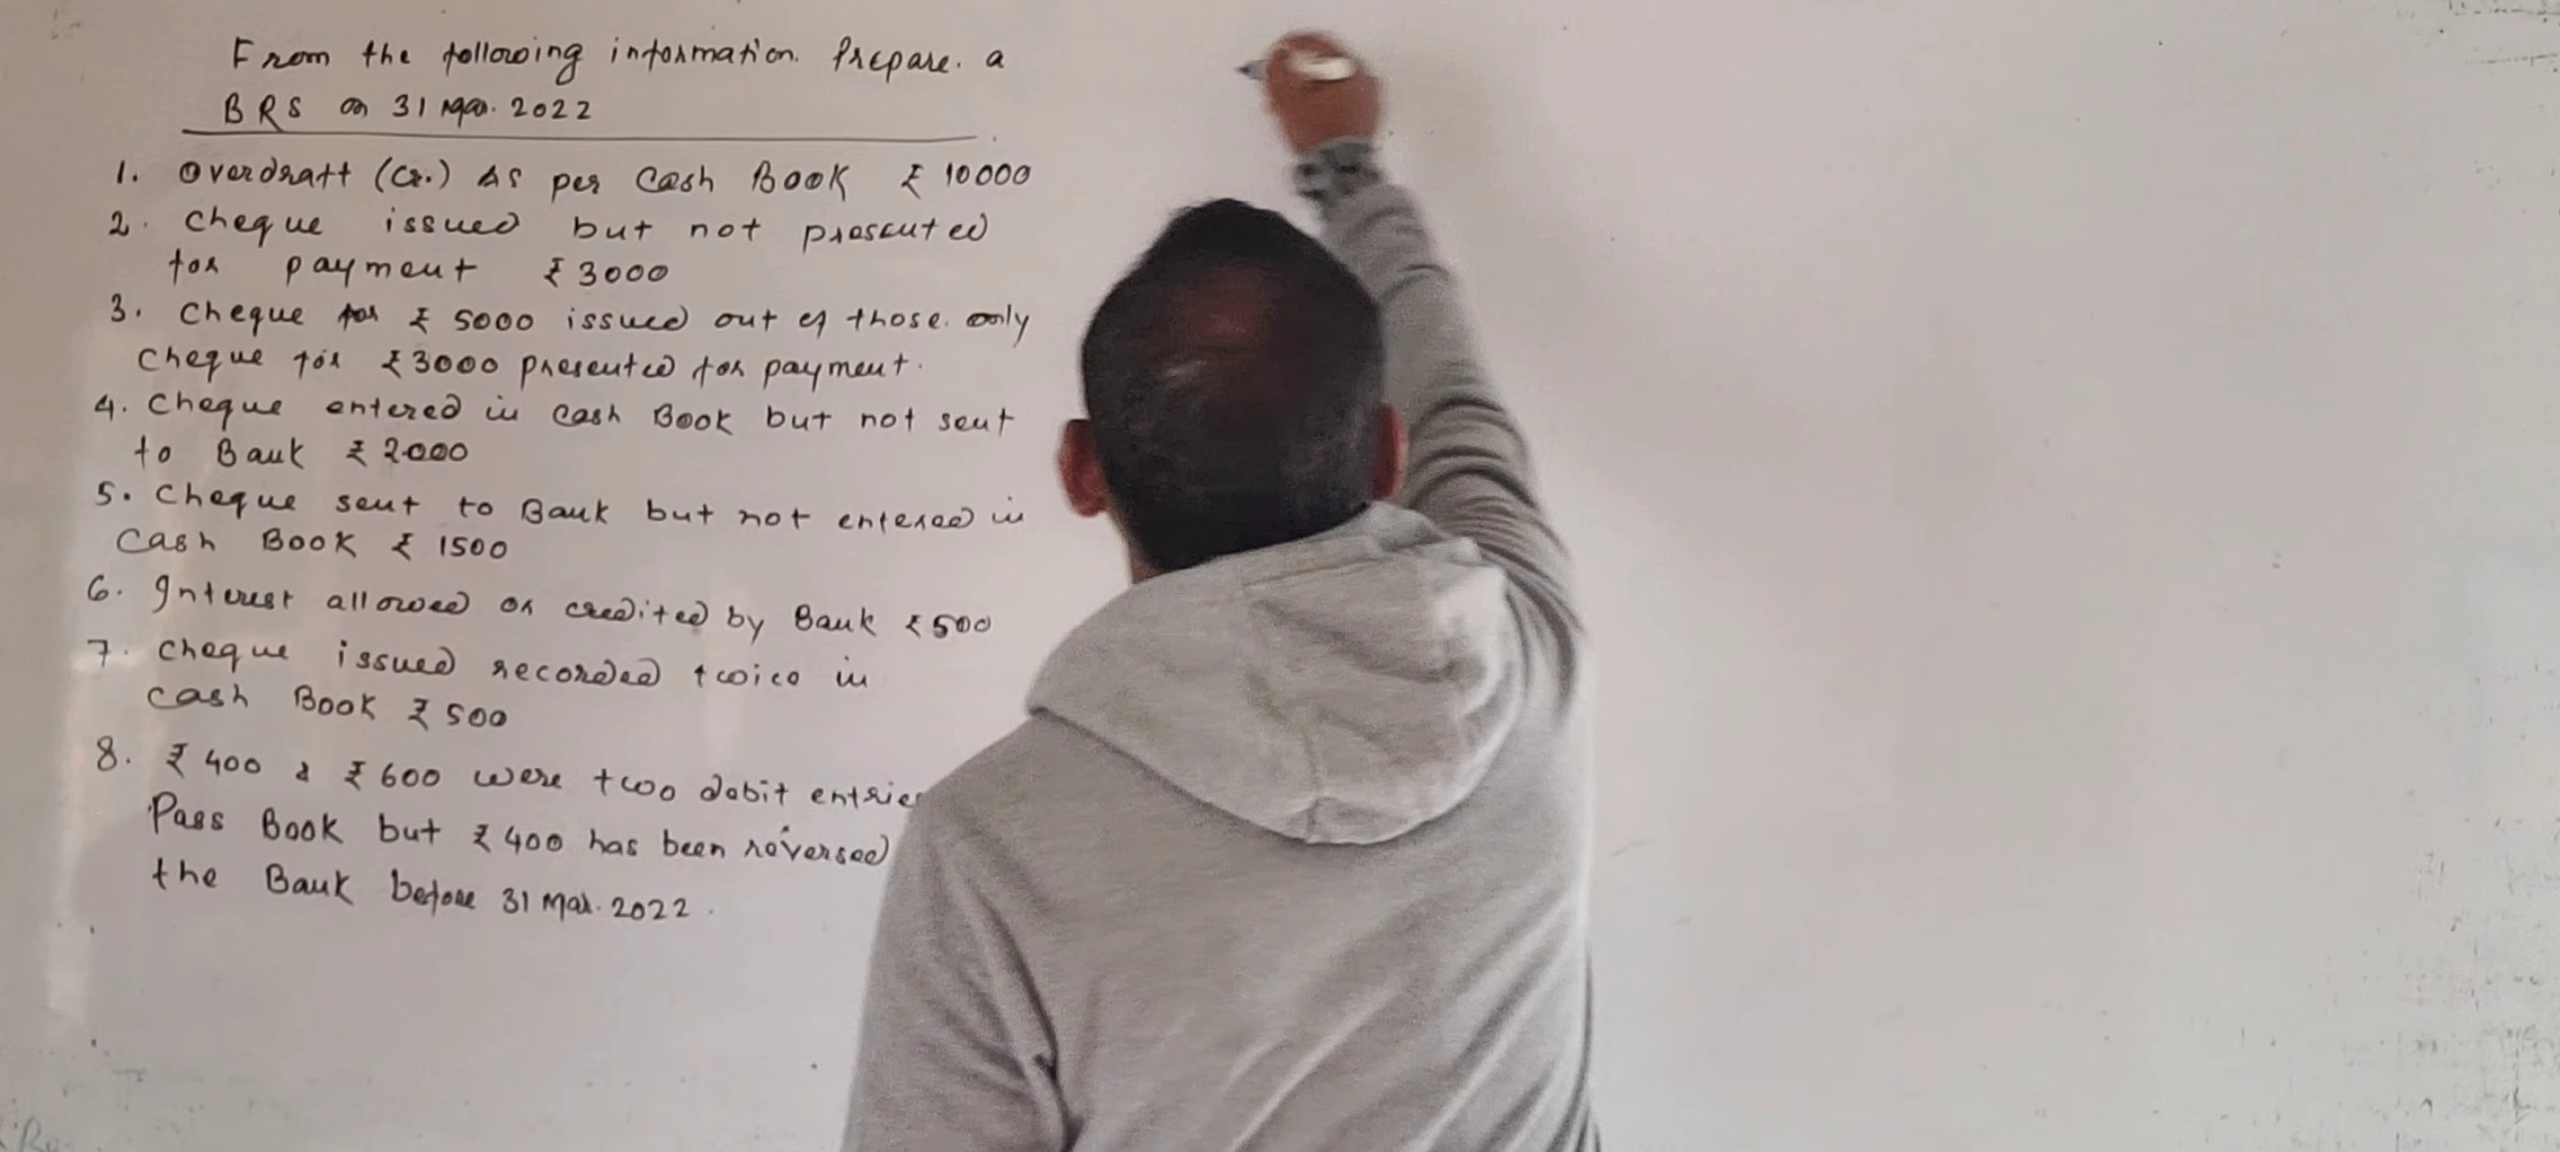 From the following information. Prepare. a
BRS on 31 Mar. 2022
1. Overdraft (Cr.) As per Cash Book ₹ 10000
2. Cheque issued but not presented
for payment ₹ 3000
3. Cheque for ₹ 5000 issued out of those. only
Cheque for ₹ 3000 presented for payment.
4. Cheque entered in Cash Book but not sent
to Bank ₹ 2000
5. Cheque sent to Bank but not entered in
Cash Book ₹ 1500
6. Interest allowed or credited by Bank ₹ 500
7. Cheque issued recorded twice in
Cash Book ₹ 500
8. ₹ 400 & ₹ 600 were two debit entries
Pass Book but ₹ 400 has been reversed
the Bank before 31 Mar. 2022.